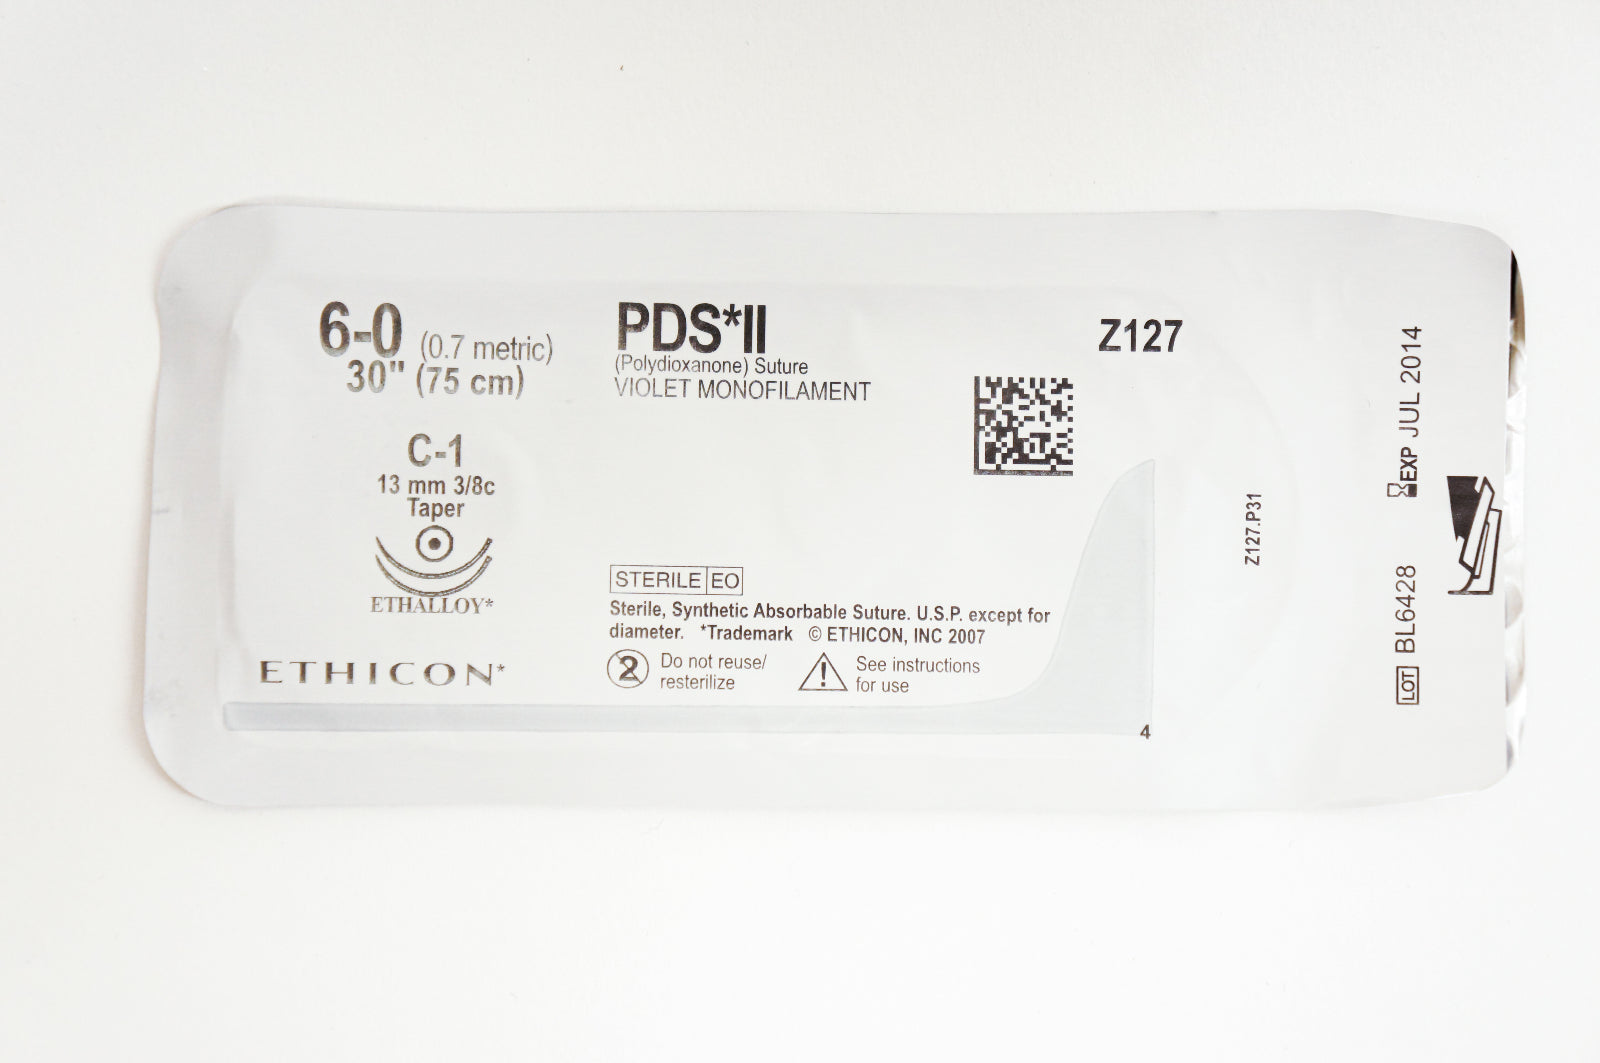 6-0 (0.7 metric)
30" (75 cm)
C-1
13 mm 3/8c
Taper
ETHALLOY*
ETHICON*
PDS*II
(Polydioxanone) Suture
VIOLET MONOFILAMENT
Z127
STERILE EO
Sterile, Synthetic Absorbable Suture. U.S.P. except for
diameter. *Trademark © ETHICON, INC 2007
2 Do not reuse/
resterilize
See instructions
for use
4
Z127.P31
EXP JUL 2014
LOT BL6428